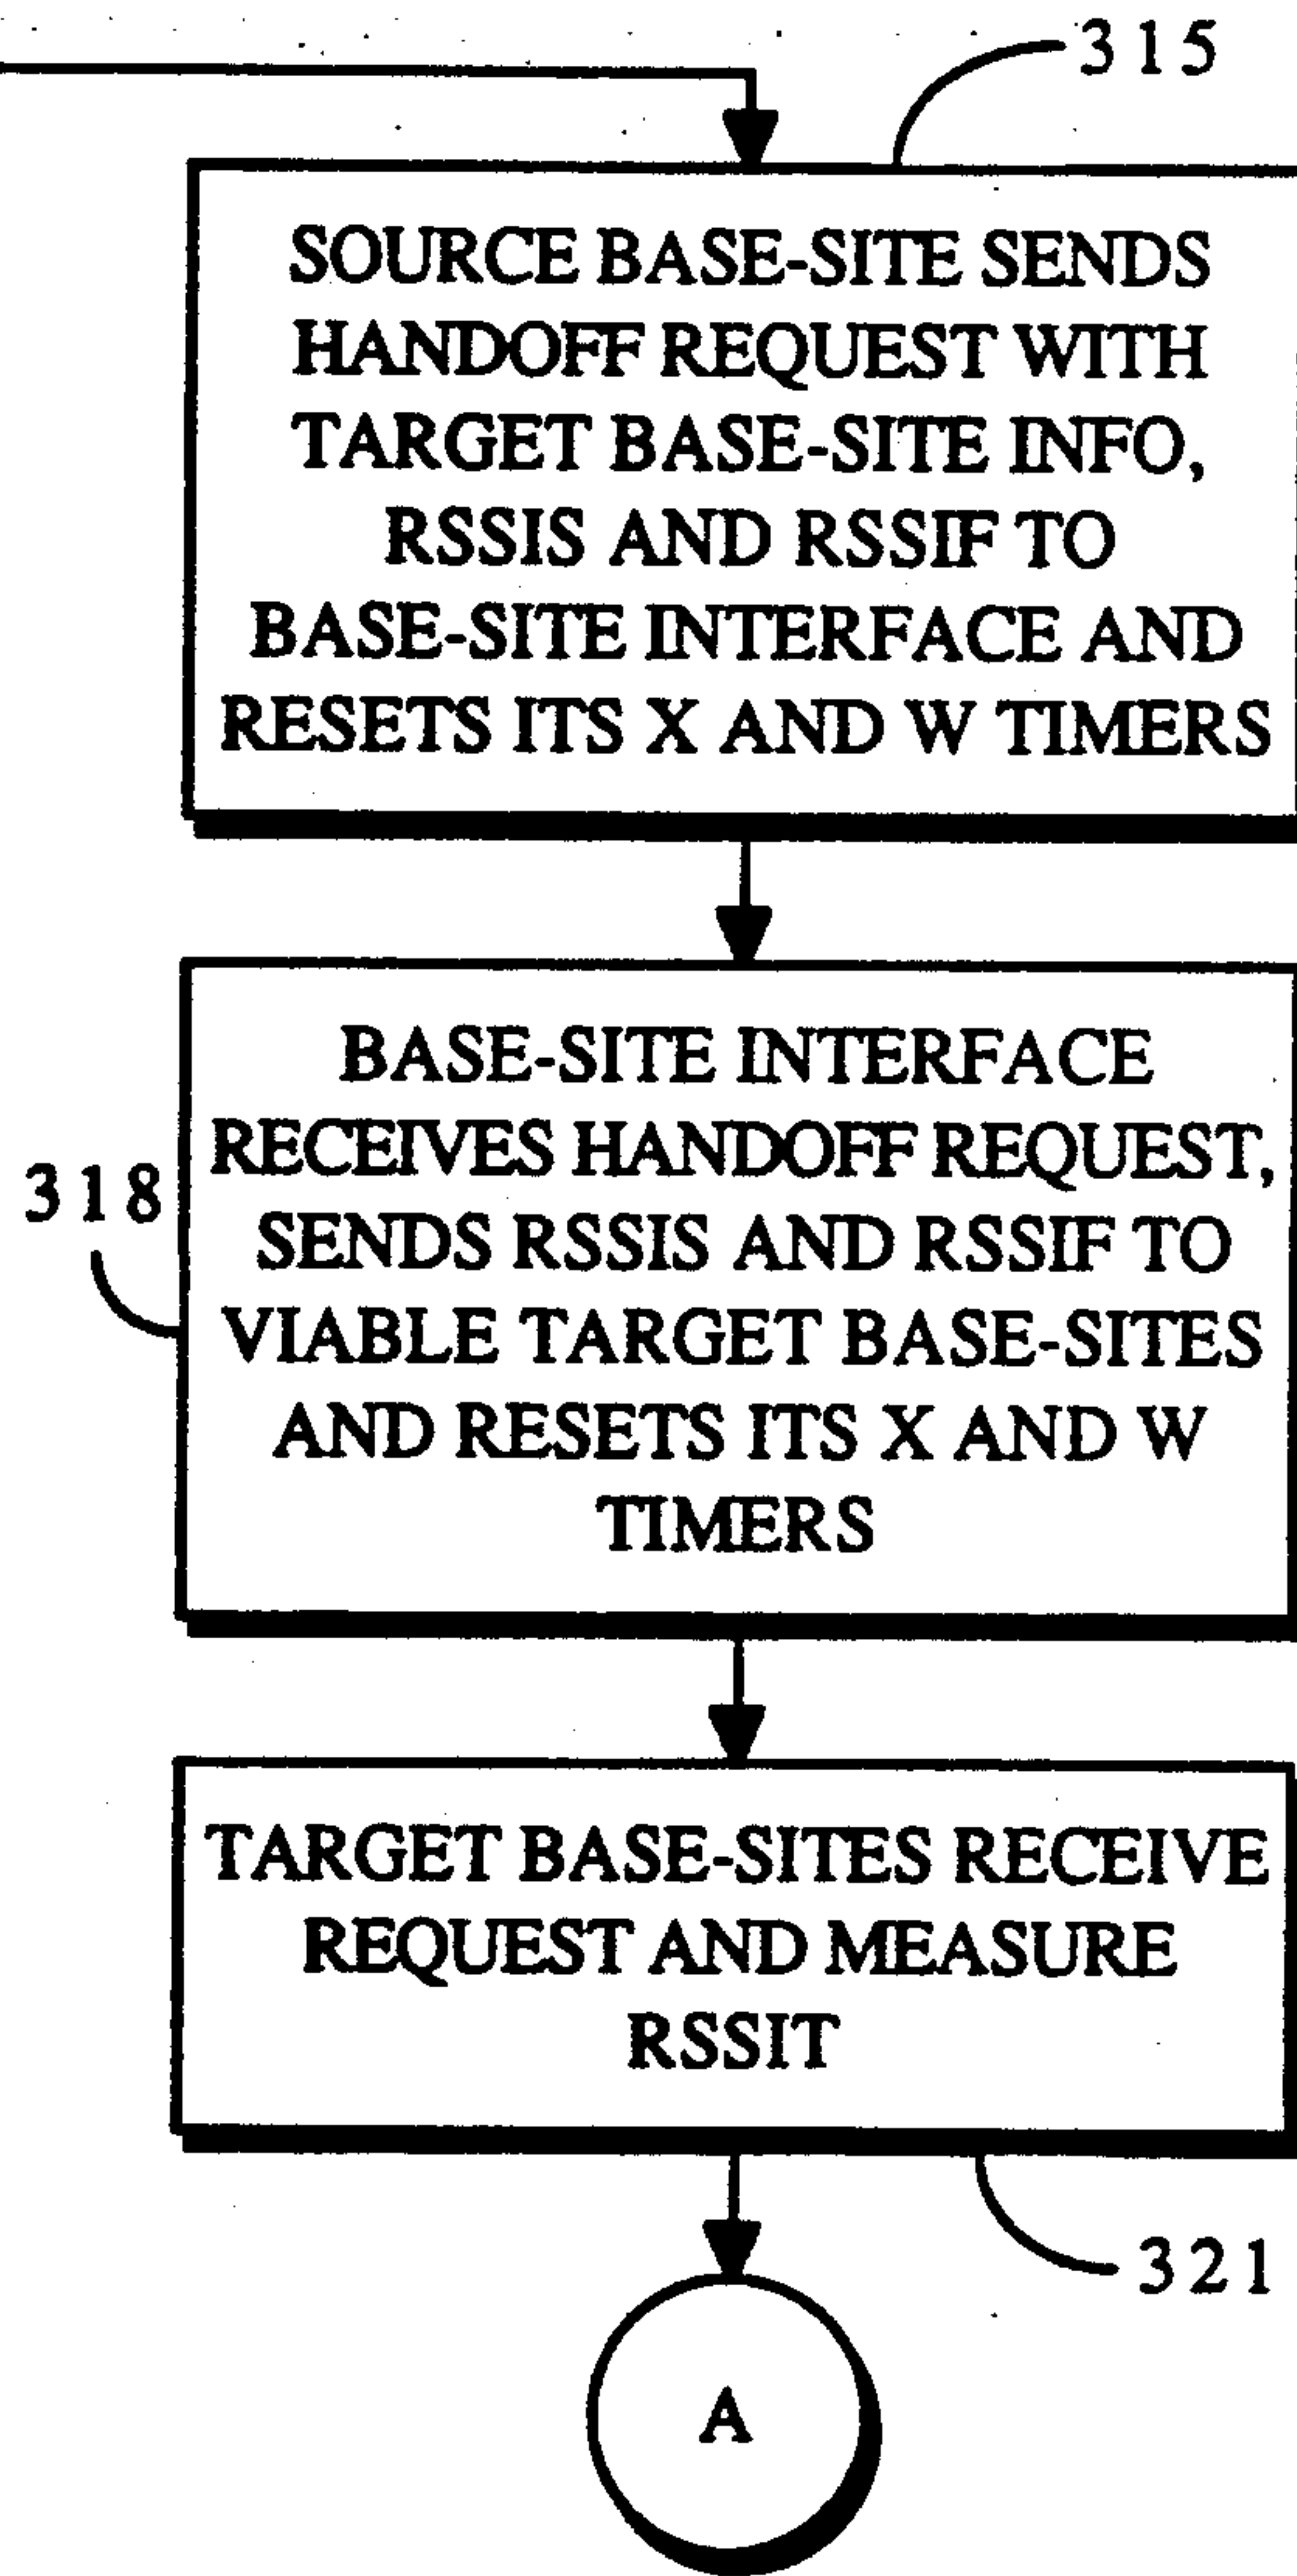 315
SOURCE BASE-SITE SENDS
HANDOFF REQUEST WITH
TARGET BASE-SITE INFO,
RSSIS AND RSSIF TO
BASE-SITE INTERFACE AND
RESETS ITS X AND W TIMERS
BASE-SITE INTERFACE
RECEIVES HANDOFF REQUEST,
318
SENDS RSSIS AND RSSIF TO
VIABLE TARGET BASE-SITES
AND RESETS ITS X AND W
TIMERS
TARGET BASE-SITES RECEIVE
REQUEST AND MEASURE
RSSIT
321
A